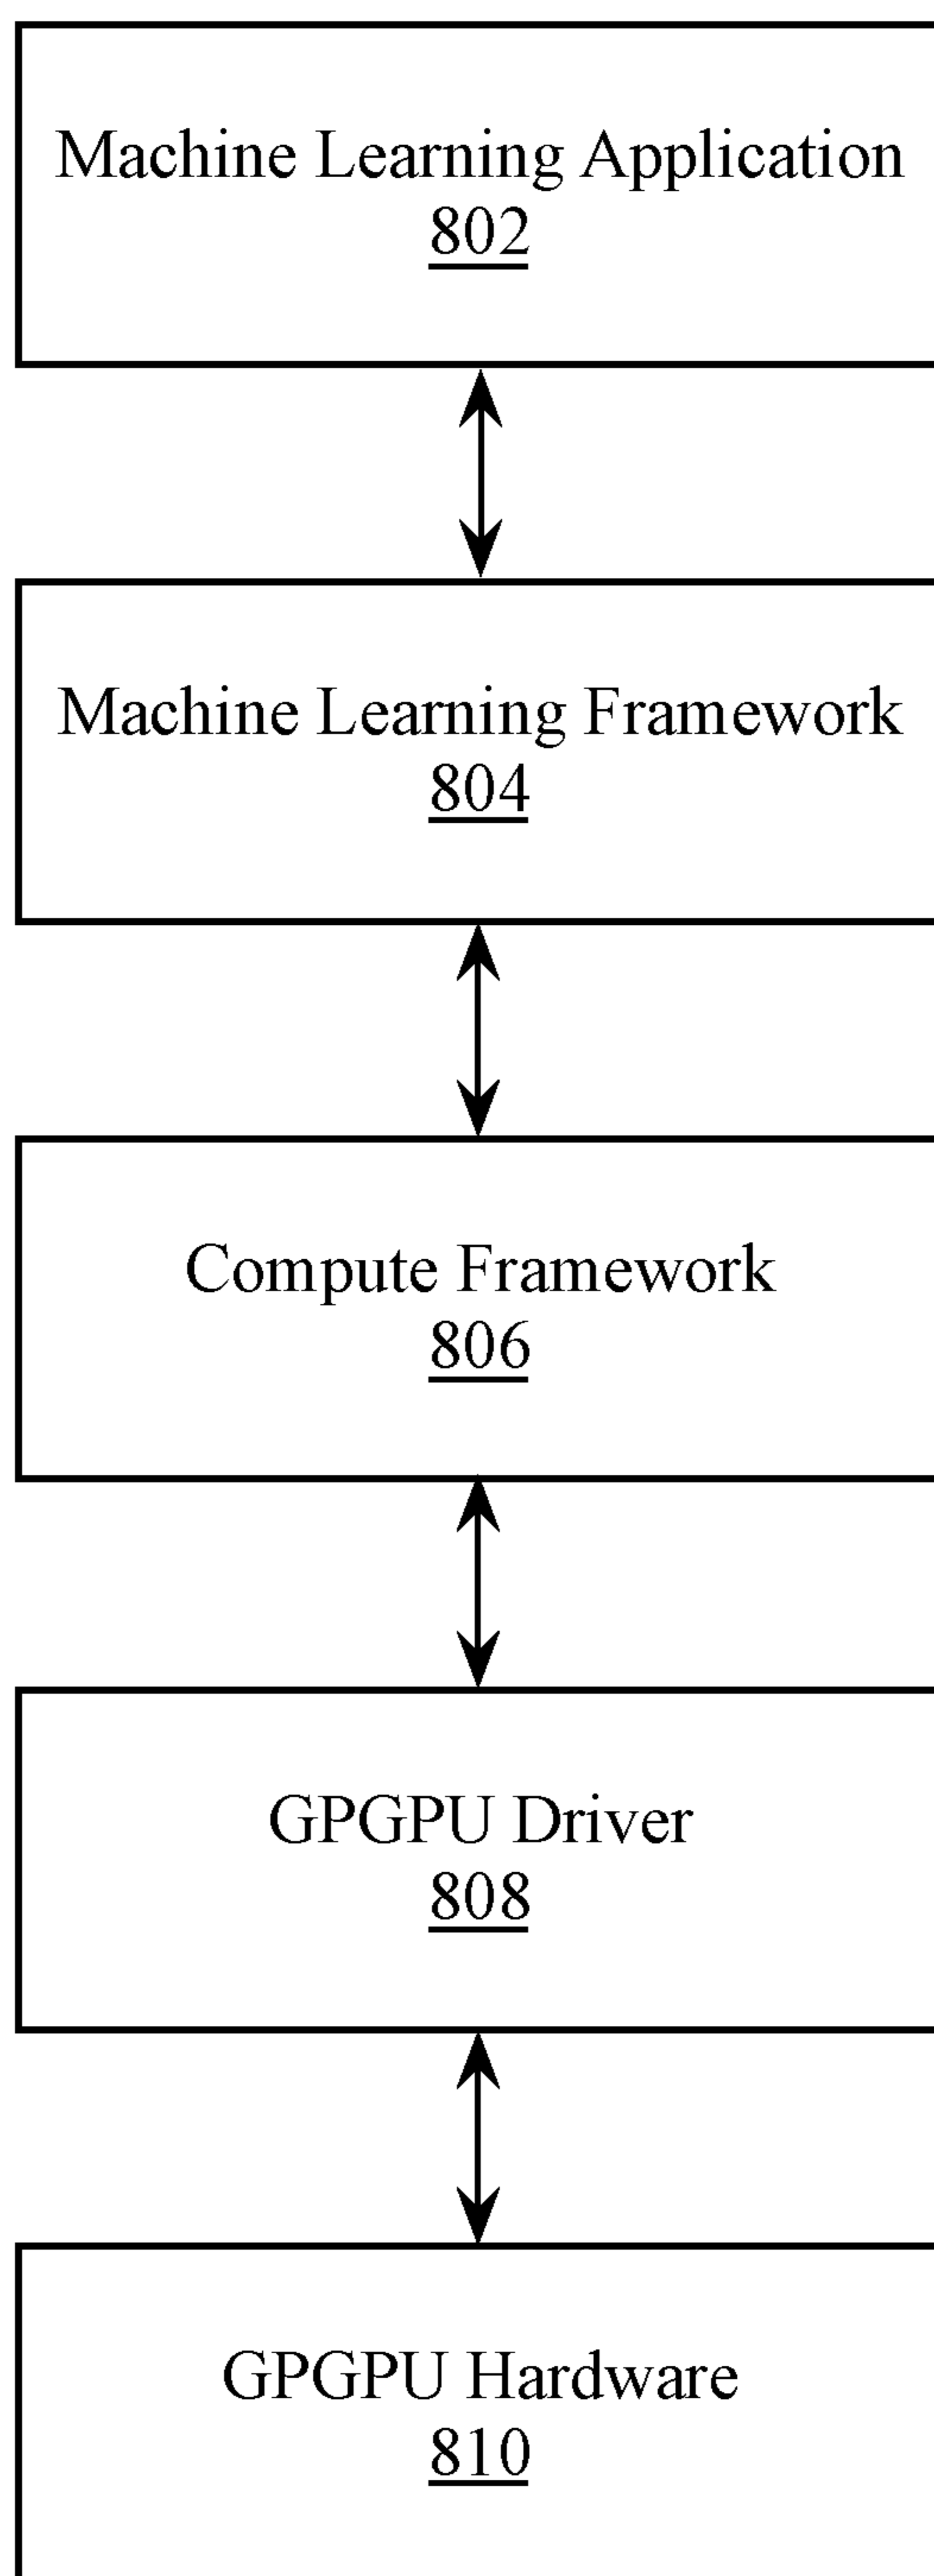 Machine Learning Application
802
Machine Learning Framework
804
Compute Framework
806
GPGPU Driver
808
GPGPU Hardware
810